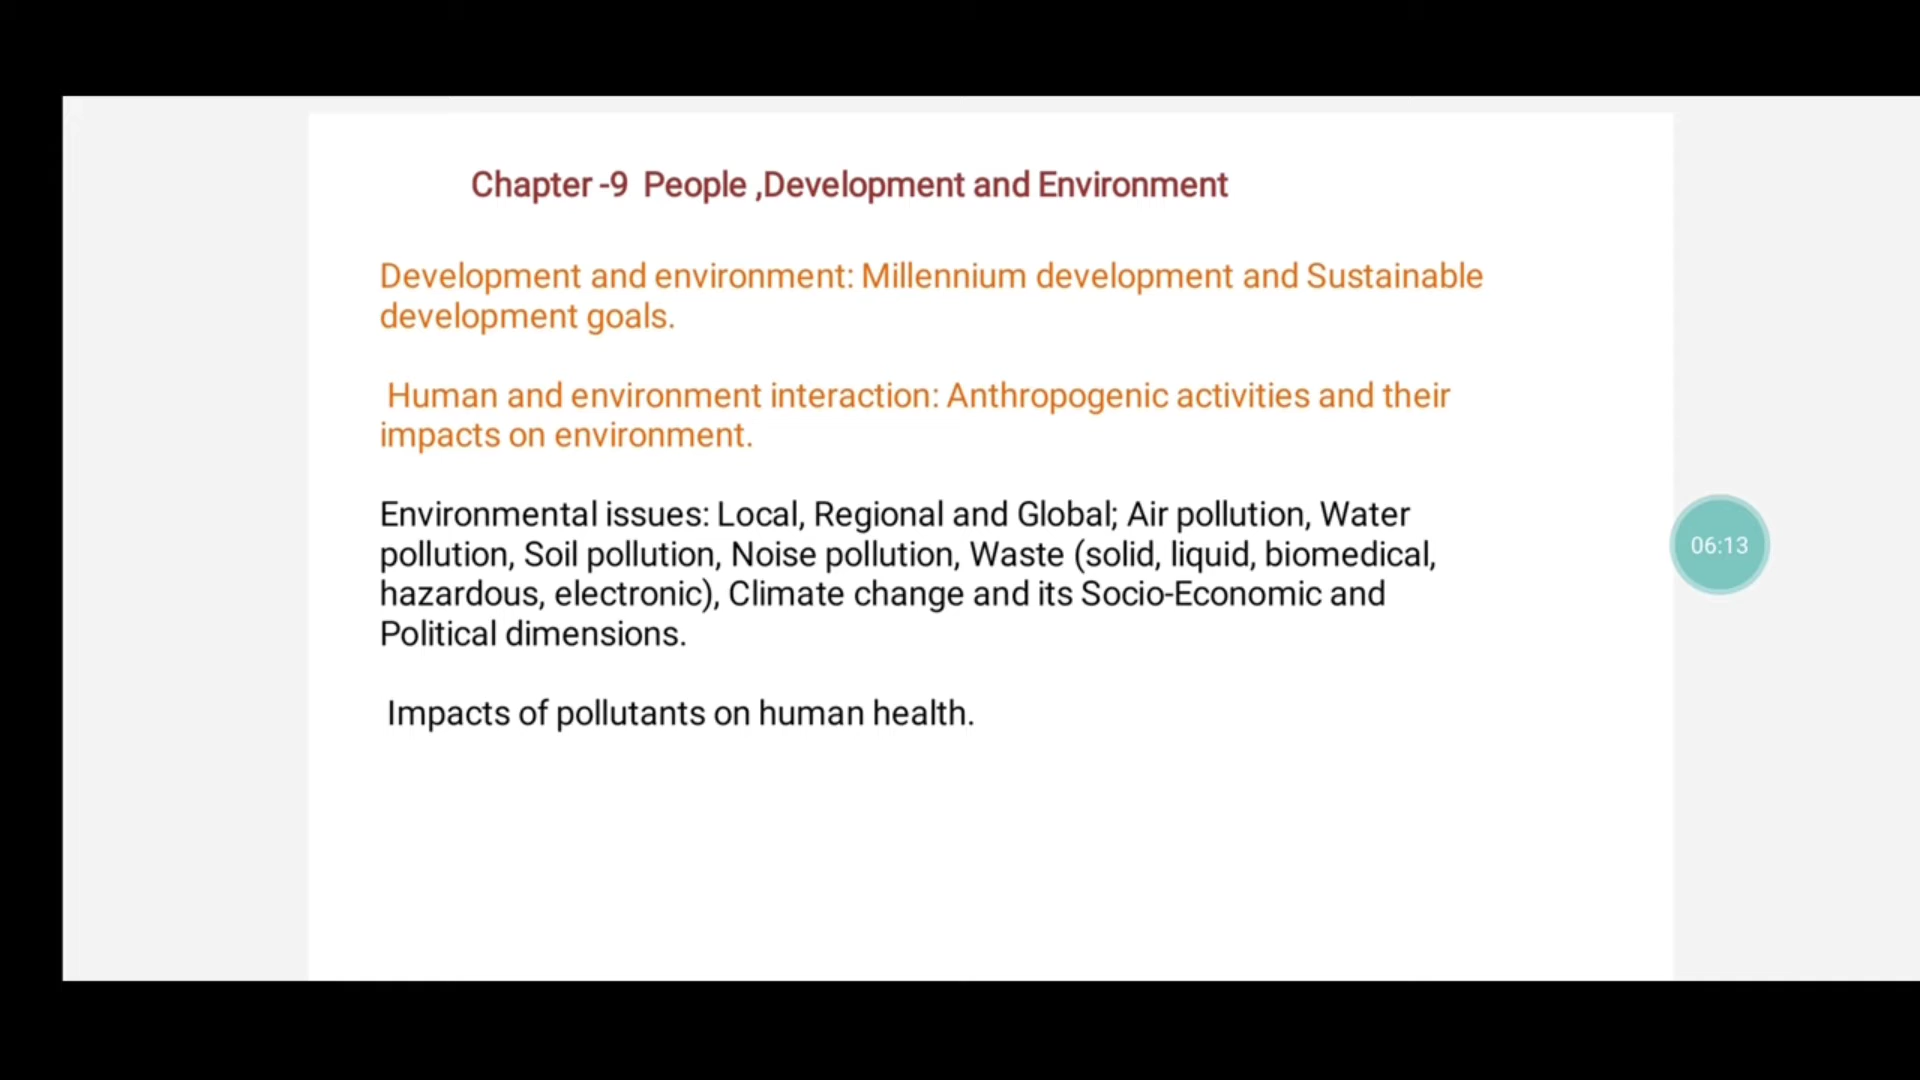 Chapter -9 People ,Development and Environment
Development and environment: Millennium development and Sustainable
development goals.
Human and environment interaction: Anthropogenic activities and their
impacts on environment.
Environmental issues: Local, Regional and Global; Air pollution, Water
pollution, Soil pollution, Noise pollution, Waste (solid, liquid, biomedical,
hazardous, electronic), Climate change and its Socio-Economic and
Political dimensions.
Impacts of pollutants on human health.
06:13